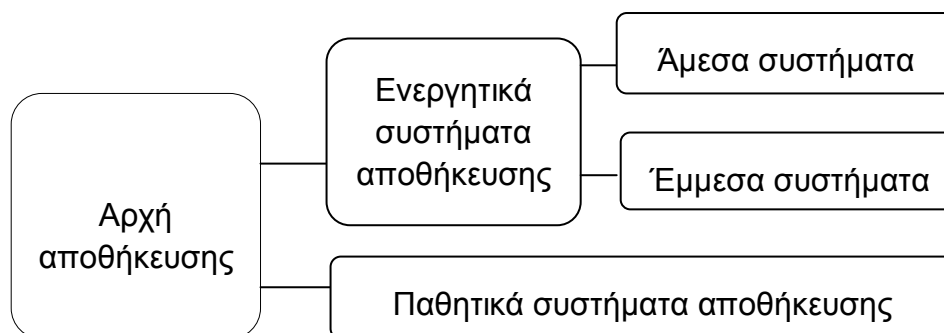 Αρχή
αποθήκευσης
Ενεργητικά
συστήματα
αποθήκευσης
Άμεσα συστήματα
Έμμεσα συστήματα
Παθητικά συστήματα αποθήκευσης